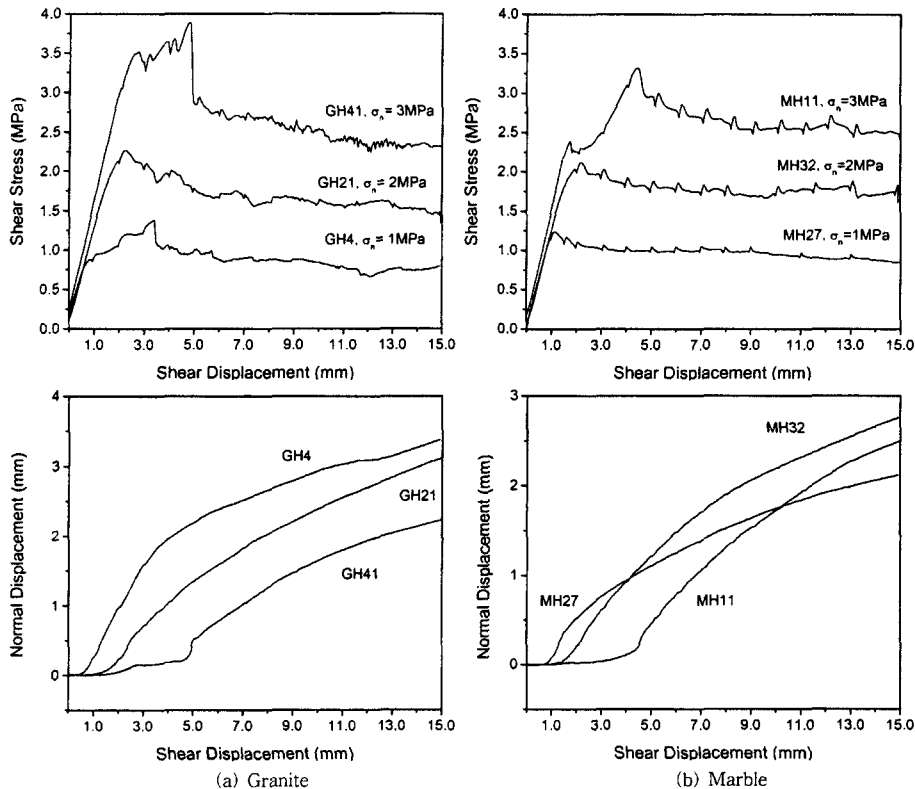 4.0
3.5
3.0
2.5
2.0
1.5
1.0
0.5
0.0
Shear Stress (MPa)
GH41, σn= 3MPa
GH21, σn= 2MPa
GH4, σn= 1MPa
1.0 3.0 5.0 7.0 9.0 11.0 13.0 15.0
Shear Displacement (mm)
4.0
3.5
3.0
2.5
2.0
1.5
1.0
0.5
0.0
Shear Stress (MPa)
MH11, σn=3MPa
MH32, σn=2MPa
MH27, σn=1MPa
1.0 3.0 5.0 7.0 9.0 11.0 13.0 15.0
Shear Displacement (mm)
4
3
2
1
0
Normal Displacement (mm)
GH4
GH21
GH41
1.0 3.0 5.0 7.0 9.0 11.0 13.0 15.0
Shear Displacement (mm)
(a) Granite
3
2
1
0
Normal Displacement (mm)
MH32
MH27
MH11
1.0 3.0 5.0 7.0 9.0 11.0 13.0 15.0
Shear Displacement (mm)
(b) Marble